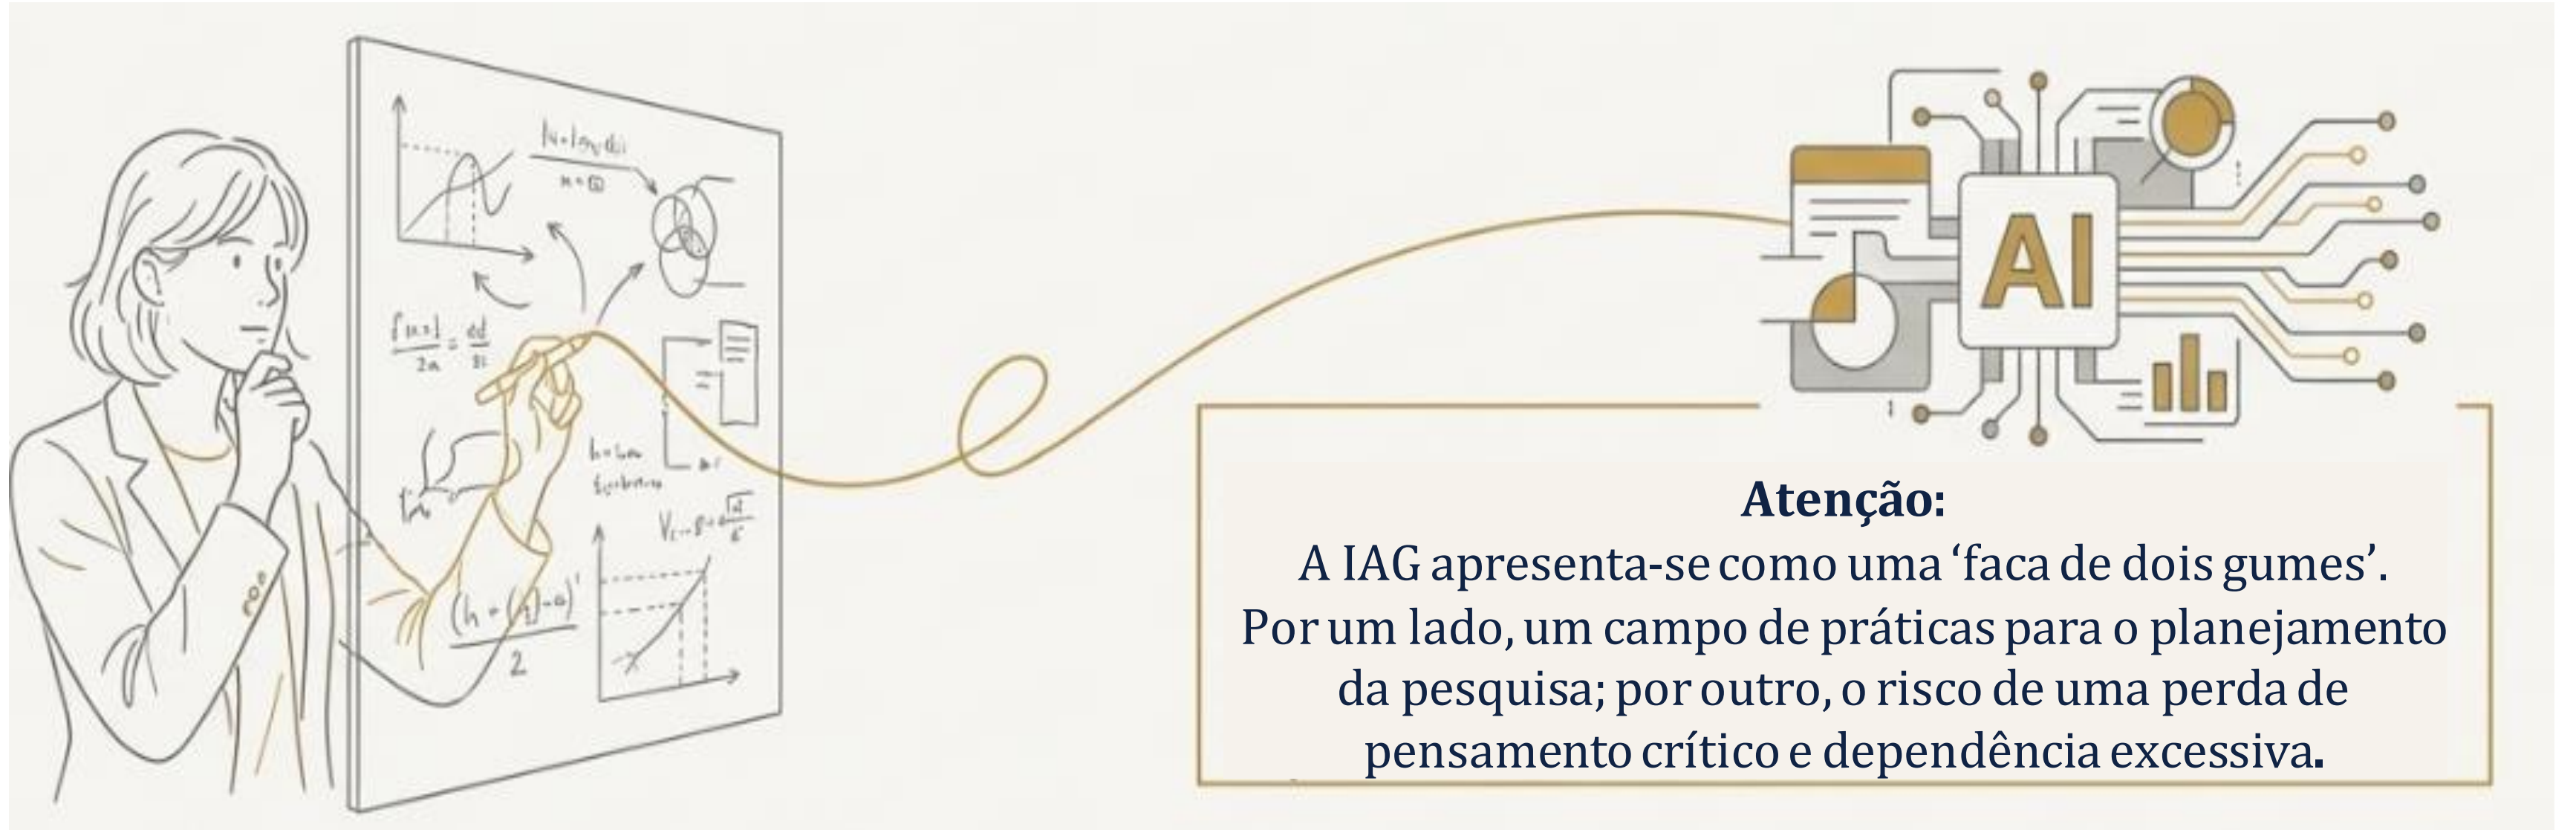 AI
Atenção:
A IAG apresenta-se como uma ‘faca de dois gumes’.
Por um lado, um campo de práticas para o planejamento
da pesquisa; por outro, o risco de uma perda de
pensamento crítico e dependência excessiva.